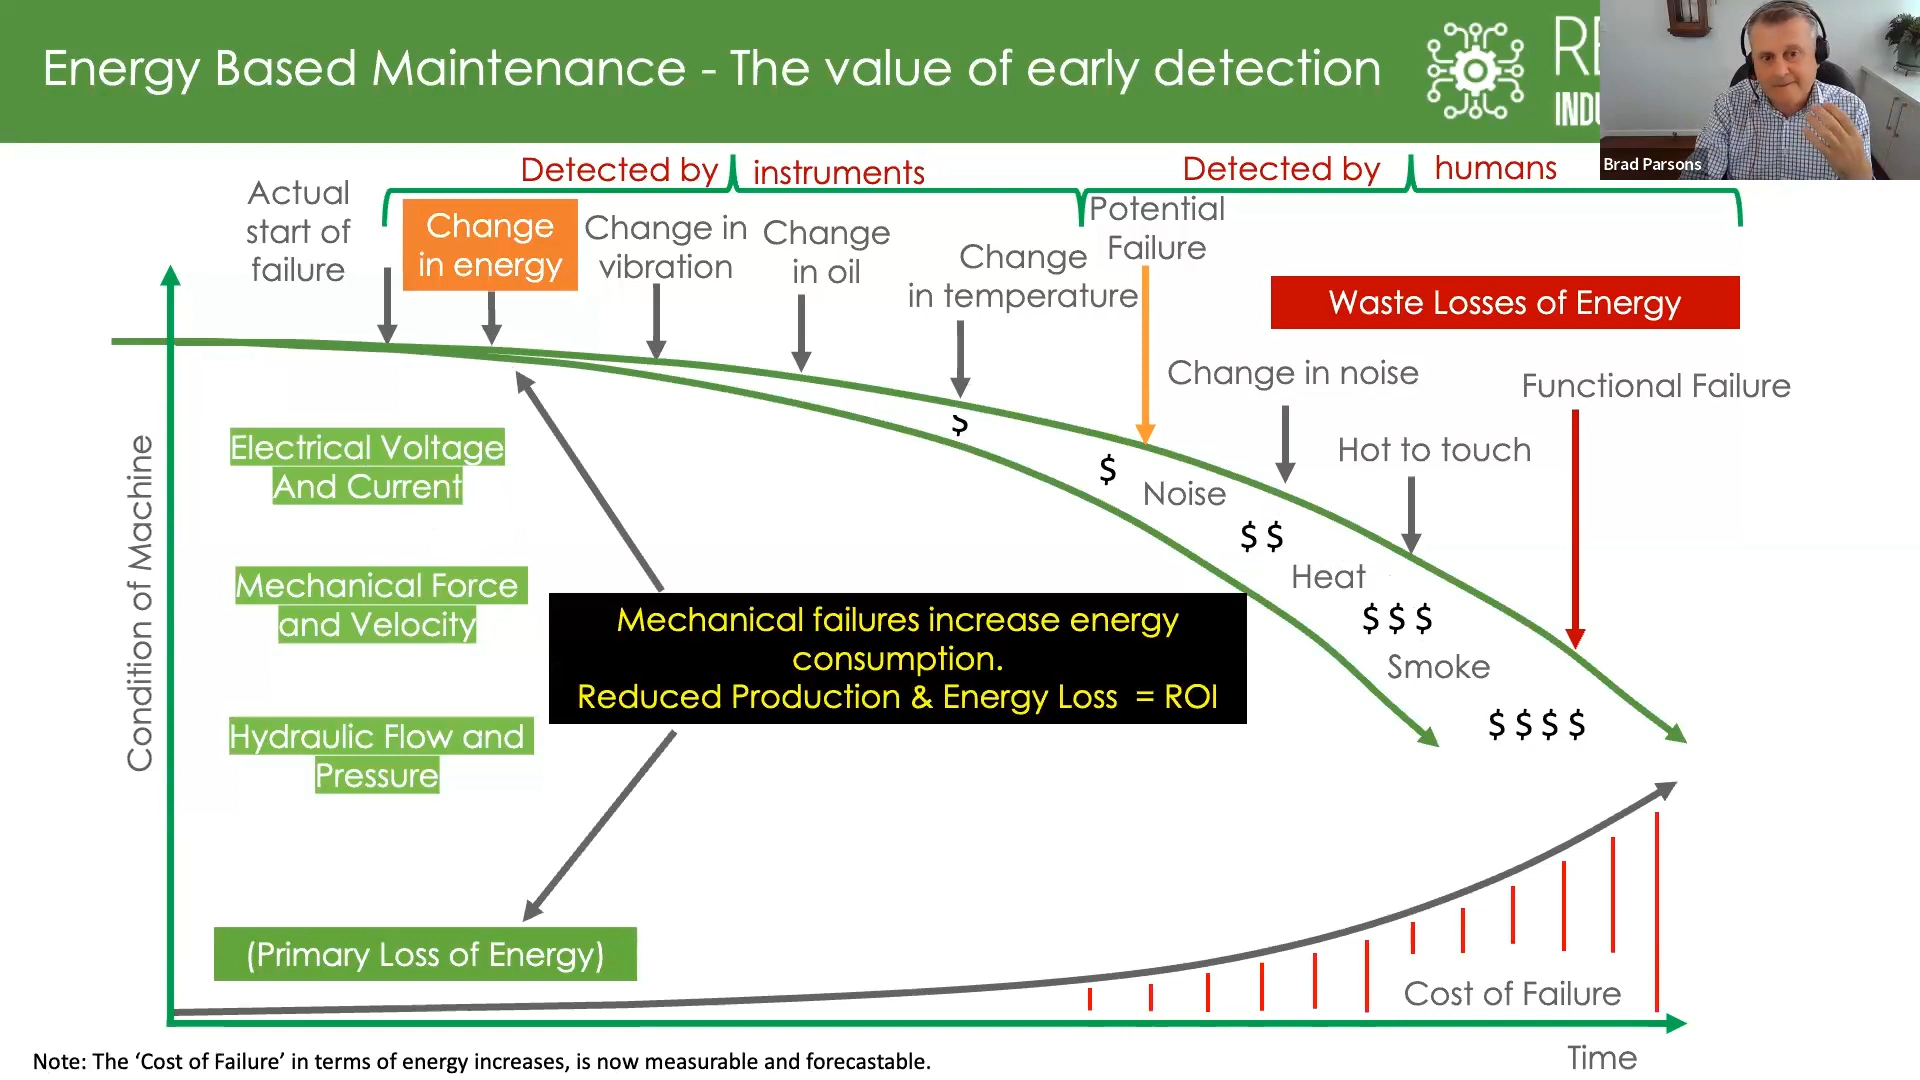 Energy Based Maintenance - The value of early detection
Brad Parsons
Detected by instruments
Detected by humans
Actual
start of
failure
Change
in energy
Change in
vibration
Change
in oil
Change
in temperature
Potential
Failure
Waste Losses of Energy
Change in noise
Functional Failure
Hot to touch
$
$
Noise
$ $
Heat
$ $ $
Smoke
$ $ $ $
Condition of Machine
Electrical Voltage
And Current
Mechanical Force
and Velocity
Hydraulic Flow and
Pressure
Mechanical failures increase energy
consumption.
Reduced Production & Energy Loss = ROI
(Primary Loss of Energy)
Cost of Failure
Time
Note: The ‘Cost of Failure’ in terms of energy increases, is now measurable and forecastable.